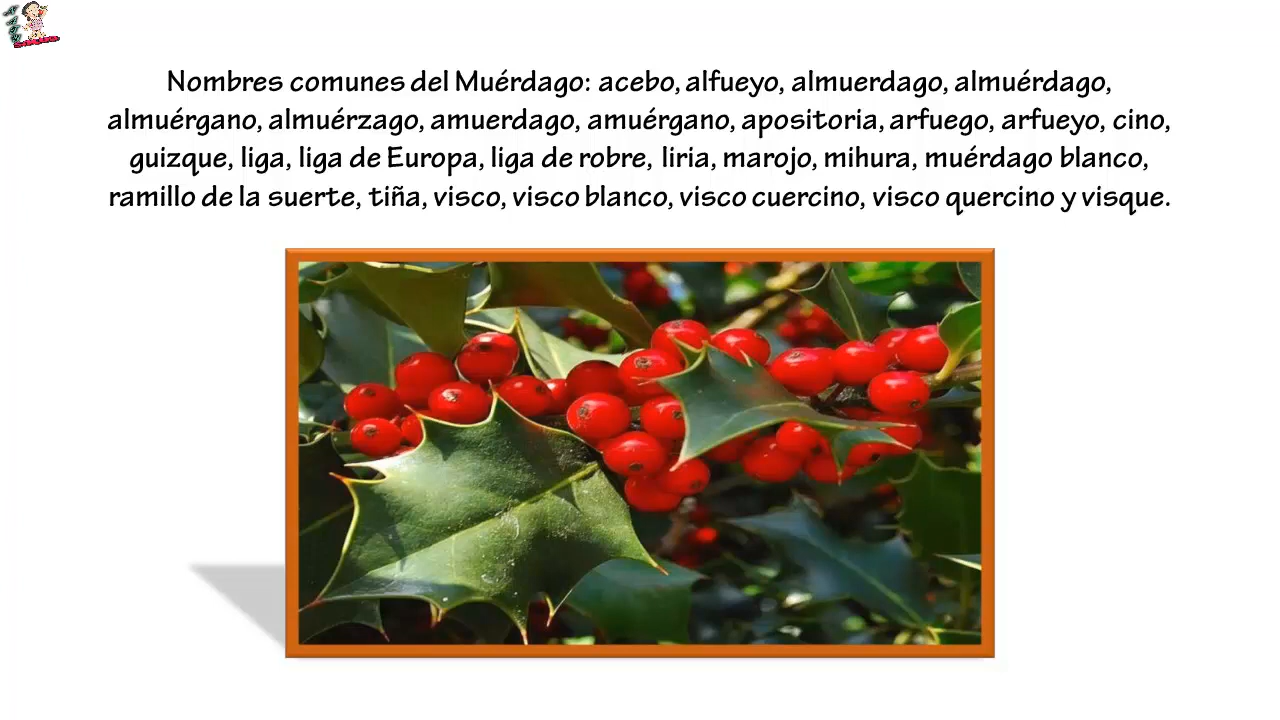 Nombres comunes del Muérdago: acebo, alfueyo, almuerdago, almuérdago,
almuérgano, almuérzago, amuerdago, amuérgano, apositoria, arfuego, arfueyo, cino,
guizque, liga, liga de Europa, liga de robre, liria, marojo, mihura, muérdago blanco,
ramillo de la suerte, tiña, visco, visco blanco, visco cuercino, visco quercino y visque.